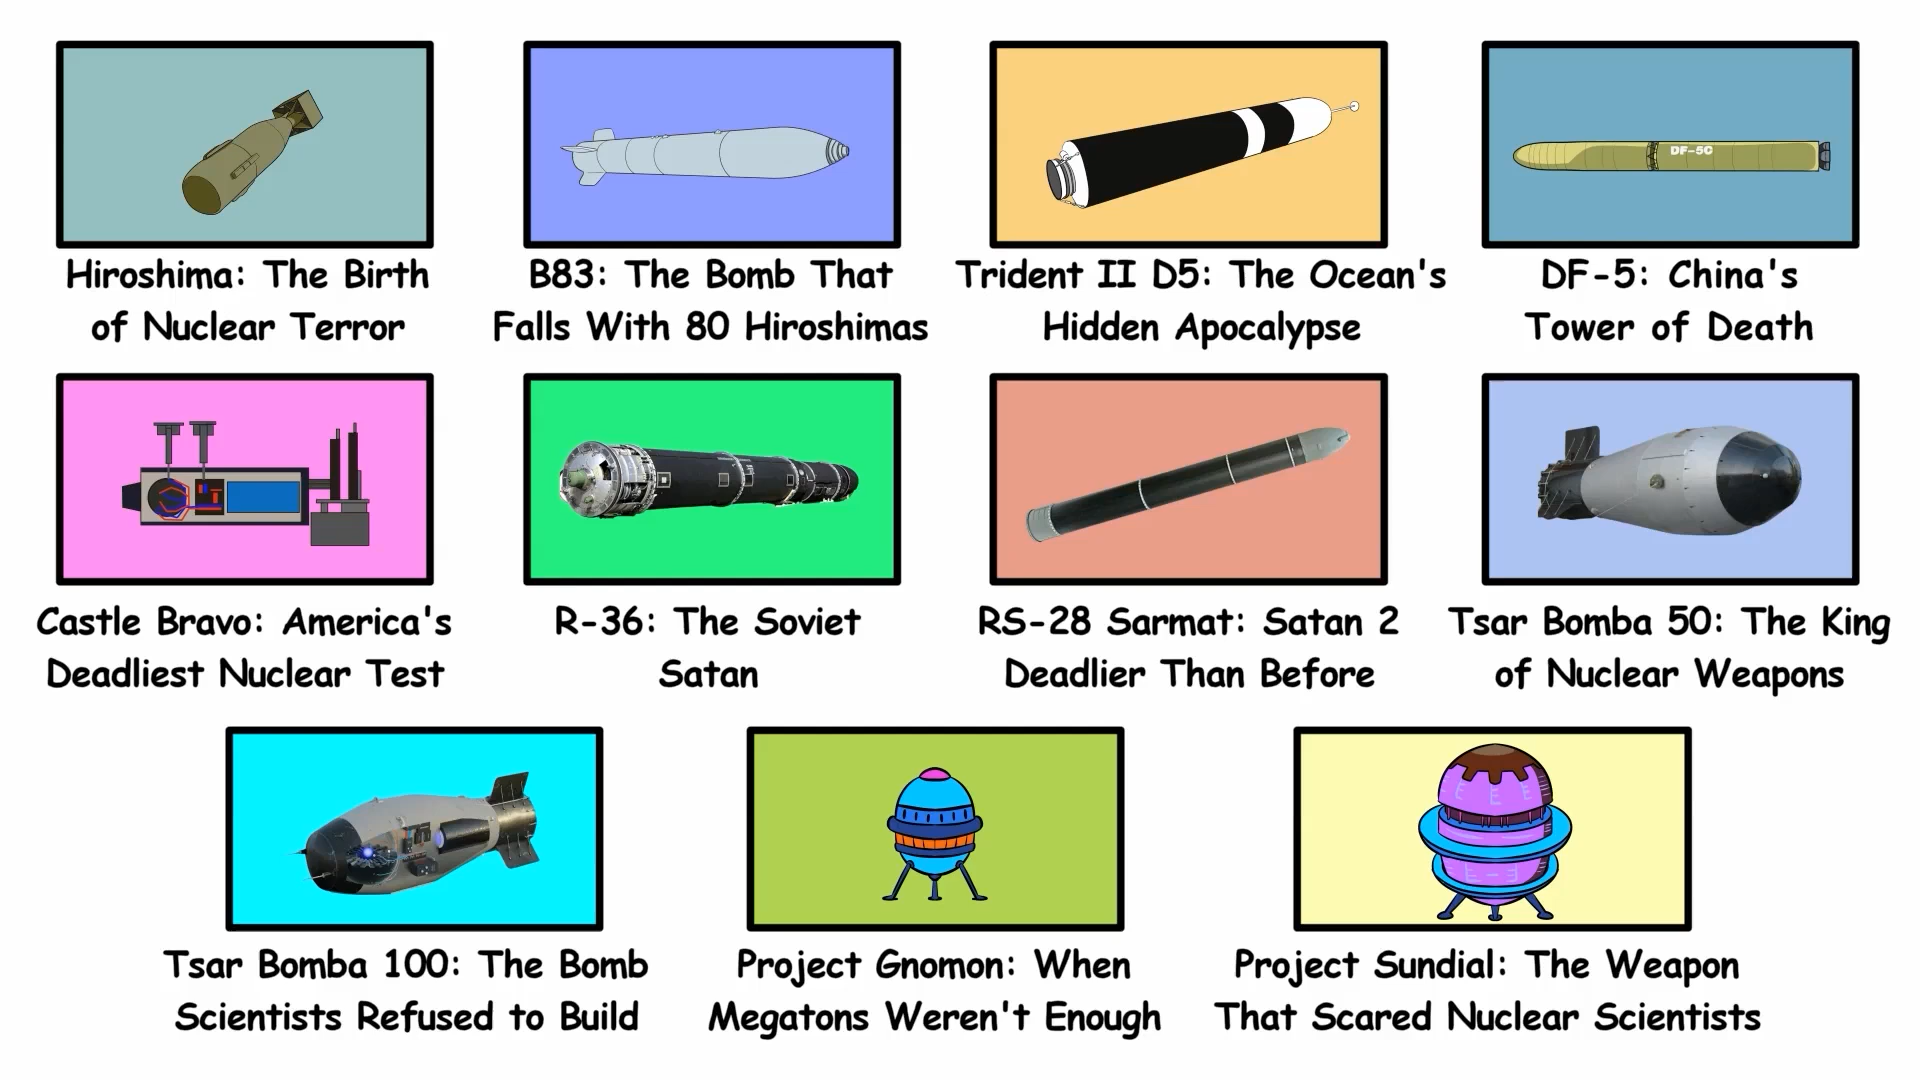 DF-5C
Hiroshima: The Birth
of Nuclear Terror
B83: The Bomb That
Falls With 80 Hiroshimas
Trident II D5: The Ocean's
Hidden Apocalypse
DF-5: China's
Tower of Death
Castle Bravo: America's
Deadliest Nuclear Test
R-36: The Soviet
Satan
RS-28 Sarmat: Satan 2
Deadlier Than Before
Tsar Bomba 50: The King
of Nuclear Weapons
Tsar Bomba 100: The Bomb
Scientists Refused to Build
Project Gnomon: When
Megatons Weren't Enough
Project Sundial: The Weapon
That Scared Nuclear Scientists